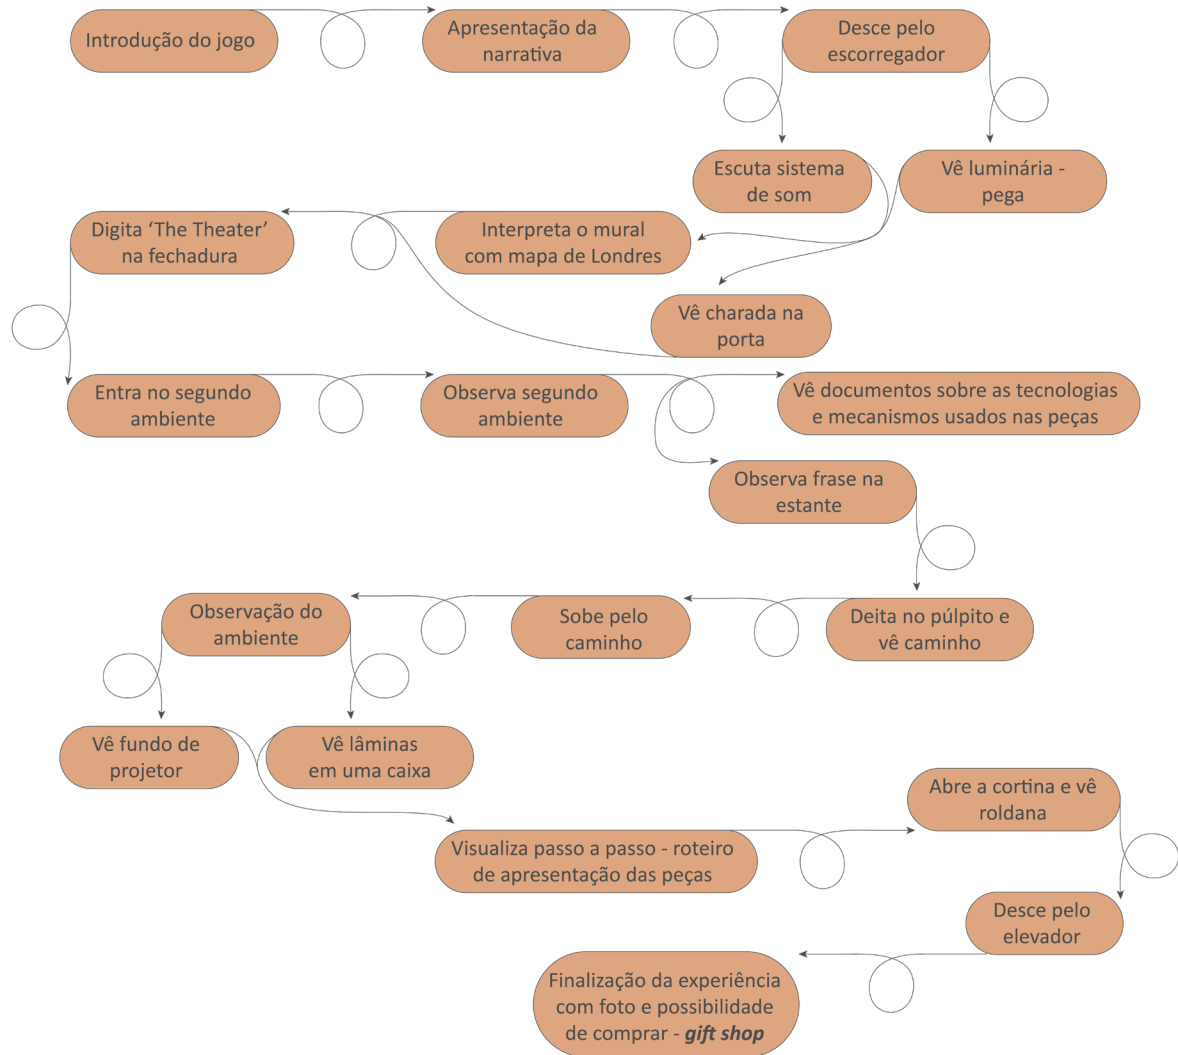 Introdução do jogo
Apresentação da
narrativa
Desce pelo
escorregador
Escuta sistema
de som
Vê luminária -
pega
Digita ‘The Theater’
na fechadura
Interpreta o mural
com mapa de Londres
Vê charada na
porta
Entra no segundo
ambiente
Observa segundo
ambiente
Vê documentos sobre as tecnologias
e mecanismos usados nas peças
Observa frase na
estante
Observação do
ambiente
Sobe pelo
caminho
Deita no púlpito e
vê caminho
Vê fundo de
projetor
Vê lâminas
em uma caixa
Abre a cortina e vê
roldana
Visualiza passo a passo - roteiro
de apresentação das peças
Desce pelo
elevador
Finalização da experiência
com foto e possibilidade
de comprar - gift shop